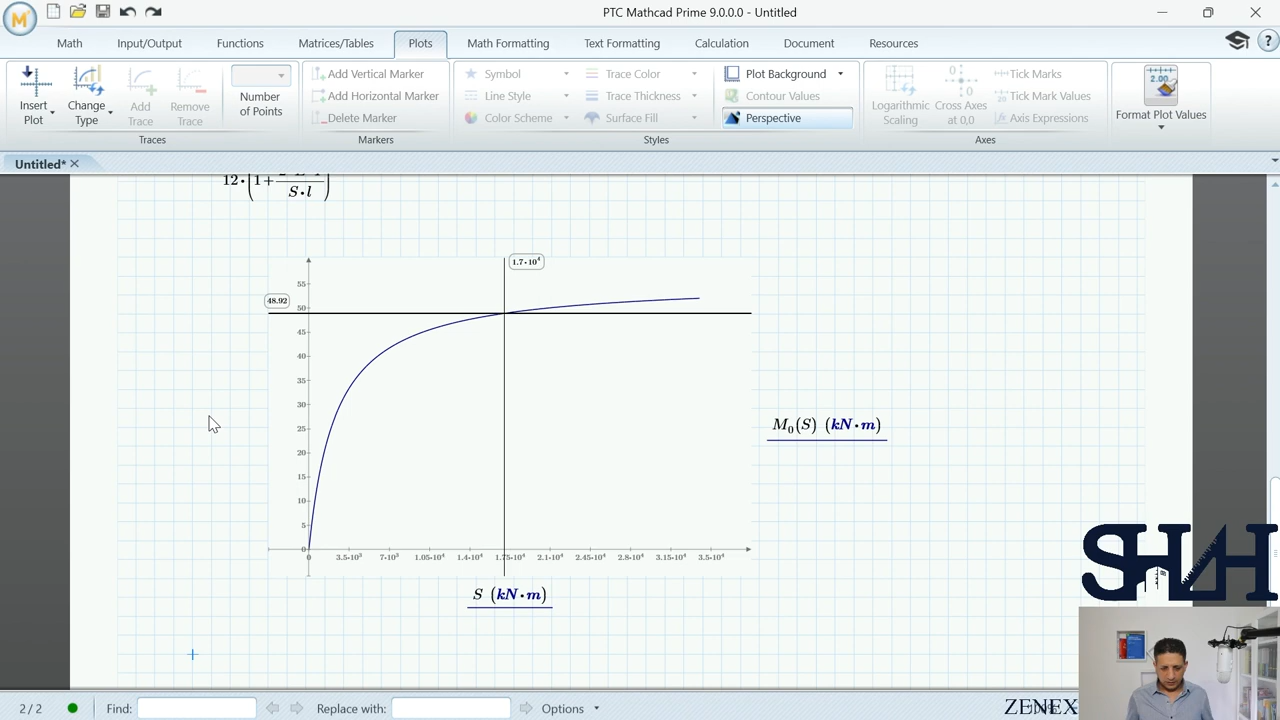 PTC Mathcad Prime 9.0.0.0 - Untitled
Math Input/Output Functions Matrices/Tables Plots Math Formatting Text Formatting Calculation Document Resources
Insert Plot
Change Type
Add Trace
Remove Trace
Number of Points
Traces
Add Vertical Marker
Add Horizontal Marker
Delete Marker
Markers
Symbol
Line Style
Color Scheme
Trace Color
Trace Thickness
Surface Fill
Plot Background
Contour Values
Perspective
Styles
Logarithmic Scaling
Cross Axes at 0,0
Tick Marks
Tick Mark Values
Axis Expressions
Axes
2.00
Format Plot Values
Untitled*
12·(1+
S·l
1.7·10⁴
48.92
55
50
45
40
35
30
25
20
15
10
5
0
0 3.5·10³ 7·10³ 1.05·10⁴ 1.4·10⁴ 1.75·10⁴ 2.1·10⁴ 2.45·10⁴ 2.8·10⁴ 3.15·10⁴ 3.5·10⁴
M₀(S) (kN·m)
S (kN·m)
SHAH
2 / 2 Find: Replace with: Options
ZENEX